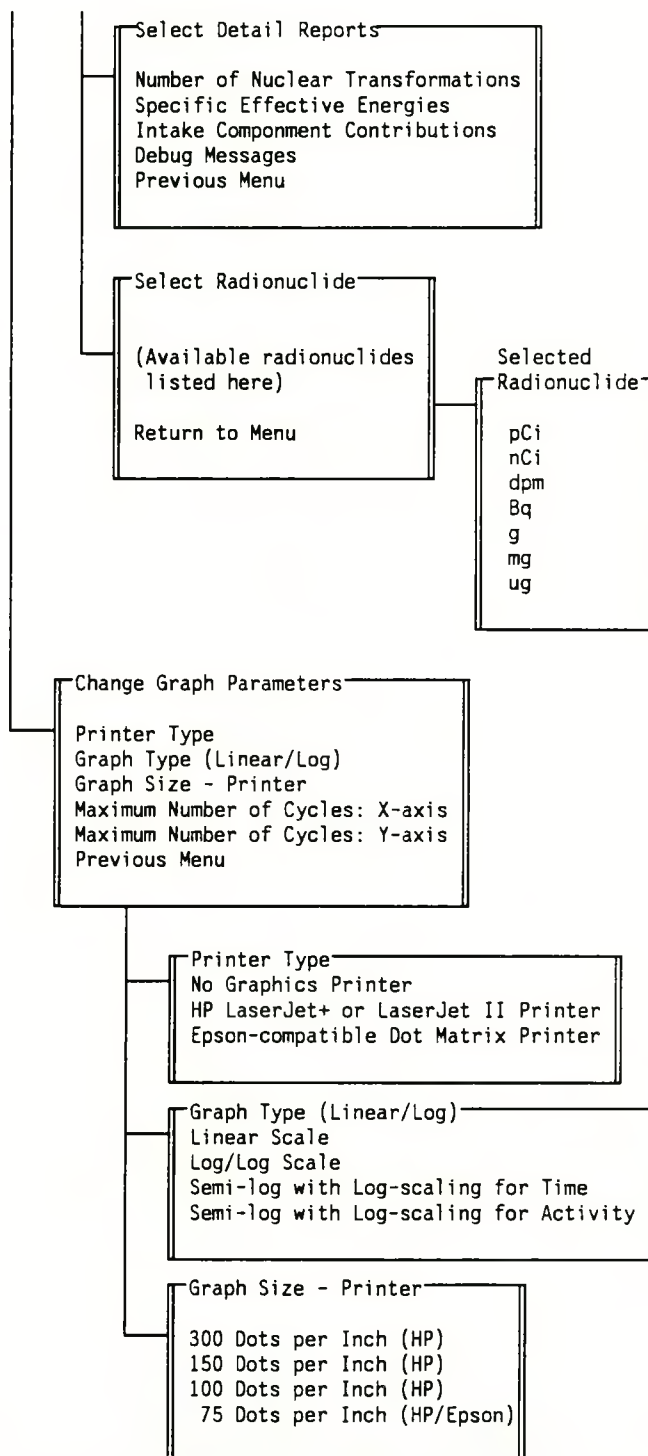 Select Detail Reports
Number of Nuclear Transformations
Specific Effective Energies
Intake Componment Contributions
Debug Messages
Previous Menu
Select Radionuclide
(Available radionuclides
listed here)
Return to Menu
Selected
Radionuclide
pCi
nCi
dpm
Bq
g
mg
ug
Change Graph Parameters
Printer Type
Graph Type (Linear/Log)
Graph Size - Printer
Maximum Number of Cycles: X-axis
Maximum Number of Cycles: Y-axis
Previous Menu
Printer Type
No Graphics Printer
HP LaserJet+ or LaserJet II Printer
Epson-compatible Dot Matrix Printer
Graph Type (Linear/Log)
Linear Scale
Log/Log Scale
Semi-log with Log-scaling for Time
Semi-log with Log-scaling for Activity
Graph Size - Printer
300 Dots per Inch (HP)
150 Dots per Inch (HP)
100 Dots per Inch (HP)
75 Dots per Inch (HP/Epson)